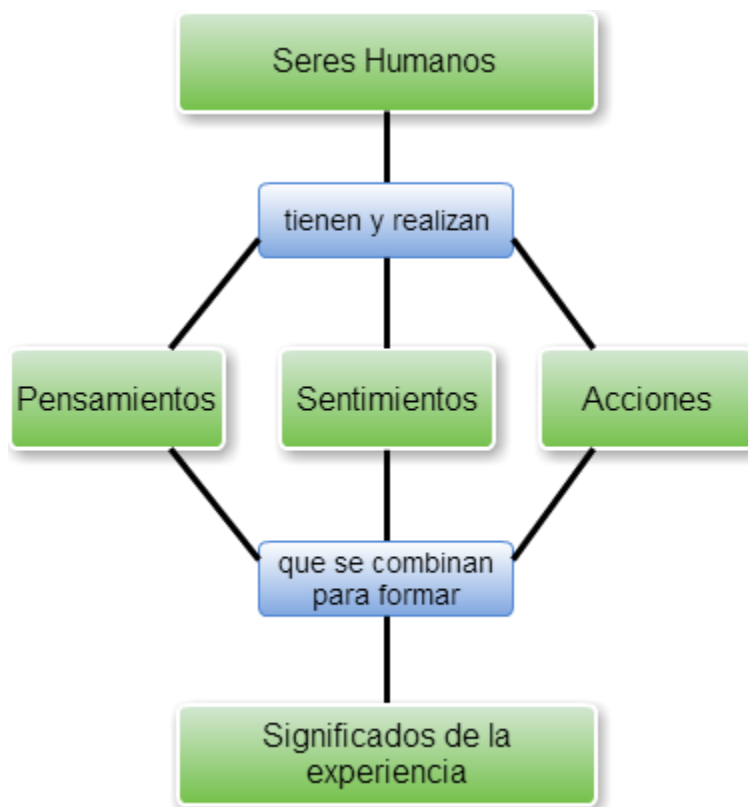 Seres Humanos
tienen y realizan
Pensamientos
Sentimientos
Acciones
que se combinan
para formar
Significados de la
experiencia